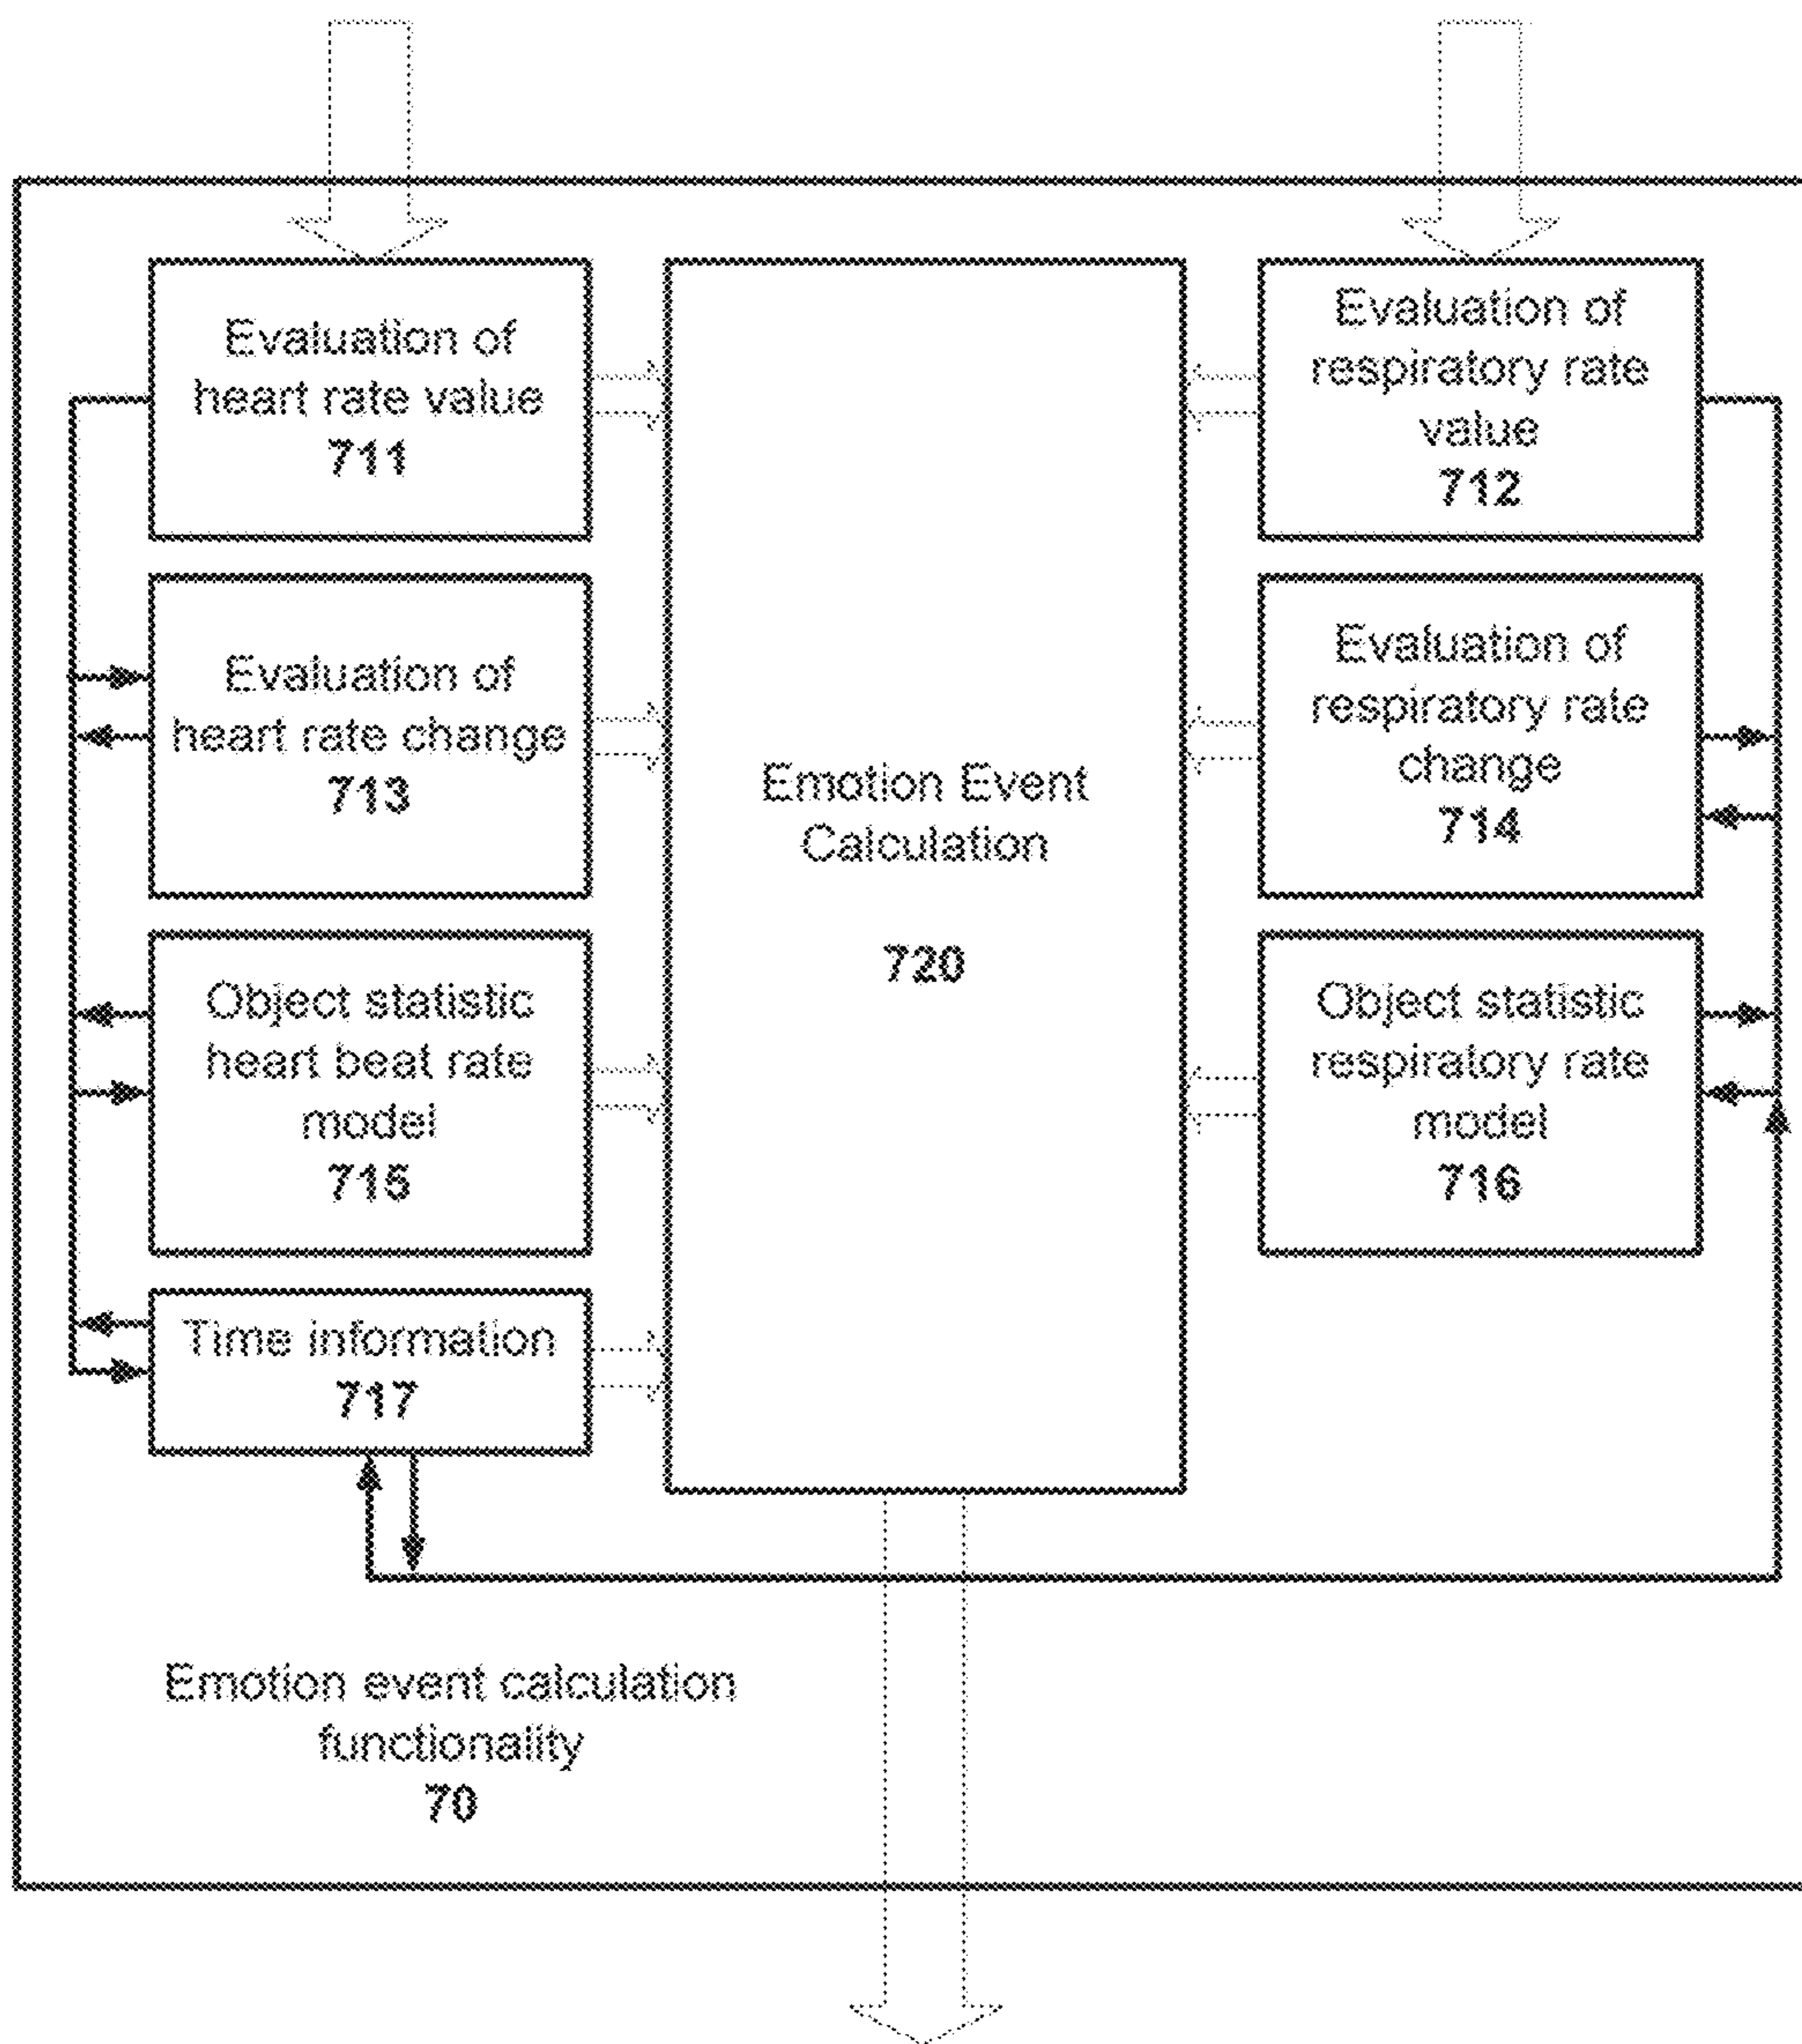 Evaluation of
heart rate value
711
Evaluation of
respiratory rate
value
712
Evaluation of
heart rate change
713
Evaluation of
respiratory rate
change
714
Emotion Event
Calculation
720
Object statistic
heart beat rate
model
715
Object statistic
respiratory rate
model
716
Time information
717
Emotion event calculation
functionality
70